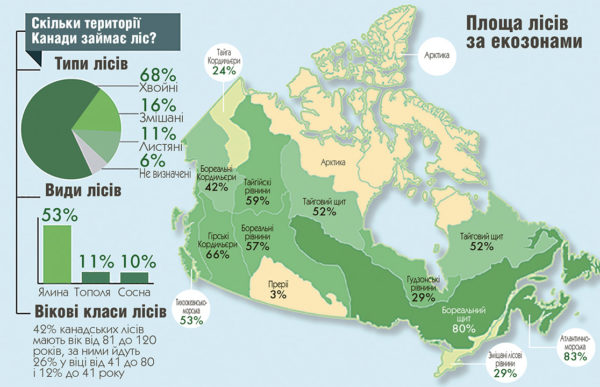 Скільки території
Канади займає ліс?
Типи лісів
68%
Хвойні
16%
Змішані
11%
Листяні
6%
Не визначені
Види лісів
53%
11%
10%
Ялина
Тополя
Сосна
Вікові класи лісів
42% канадських лісів
мають вік від 81 до 120
років, за ними йдуть
26% у віці від 41 до 80
і 12% до 41 року
Площа лісів
за екозонами
Тайга
Кордильєри
24%
Арктика
Арктика
Бореальні
Кордильєри
42%
Тайгійскі
рівнини
59%
Тайговий щит
52%
Тайговий щит
52%
Гірські
Кордильєри
66%
Бореальні
рівнини
57%
Прерії
3%
Гудзонські
рівнини
29%
Бореальний
щит
80%
Тихоокеансько-
морська
53%
Атлантично-
морська
83%
Змішані лісові
рівнини
29%